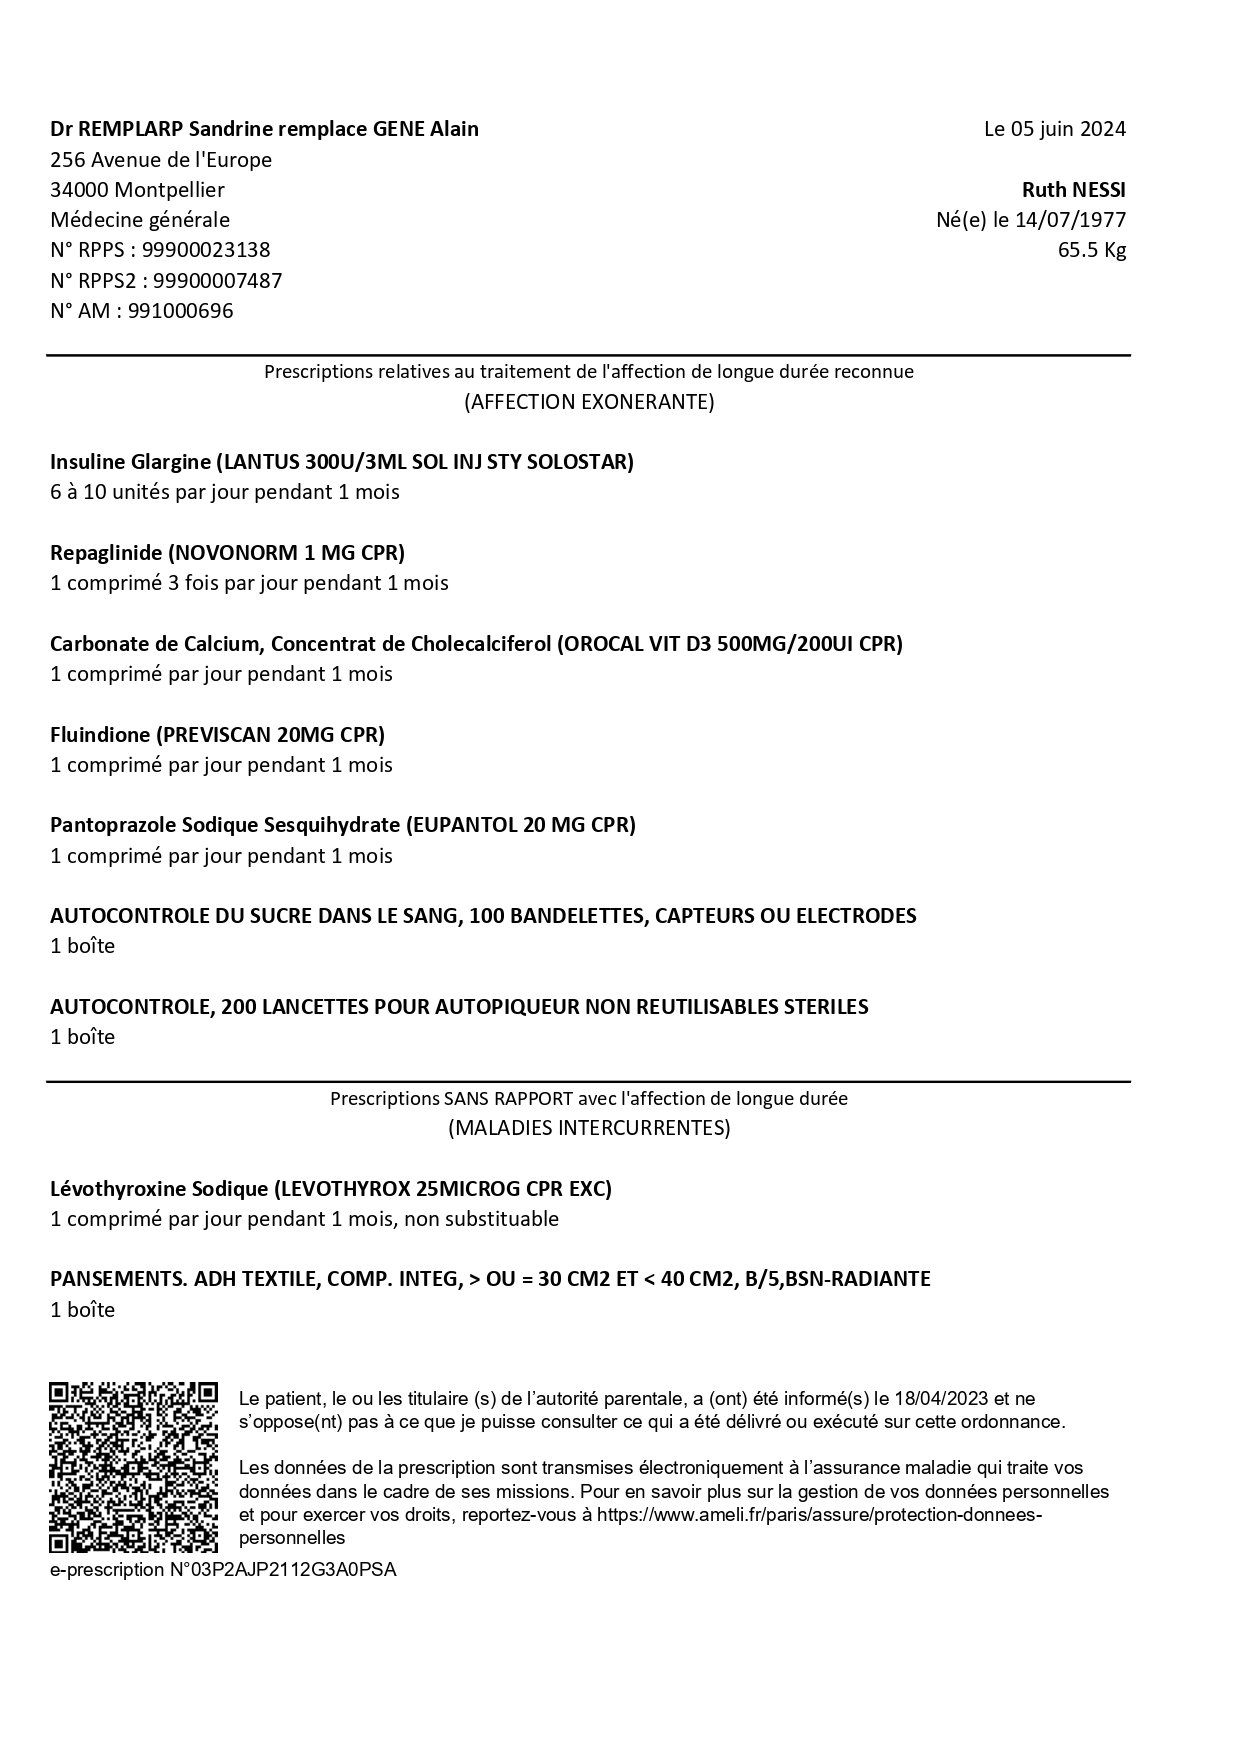 Dr REMPLARP Sandrine remplace GENE Alain
256 Avenue de l'Europe
34000 Montpellier
Médecine générale
N° RPPS : 99900023138
N° RPPS2 : 99900007487
N° AM : 991000696
Le 05 juin 2024
Ruth NESSI
Né(e) le 14/07/1977
65.5 Kg
Prescriptions relatives au traitement de l'affection de longue durée reconnue
(AFFECTION EXONERANTE)
Insuline Glargine (LANTUS 300U/3ML SOL INJ STY SOLOSTAR)
6 à 10 unités par jour pendant 1 mois
Repaglinide (NOVONORM 1 MG CPR)
1 comprimé 3 fois par jour pendant 1 mois
Carbonate de Calcium, Concentrat de Cholecalciferol (OROCAL VIT D3 500MG/200UI CPR)
1 comprimé par jour pendant 1 mois
Fluindione (PREVISCAN 20MG CPR)
1 comprimé par jour pendant 1 mois
Pantoprazole Sodique Sesquihydrate (EUPANTOL 20 MG CPR)
1 comprimé par jour pendant 1 mois
AUTOCONTROLE DU SUCRE DANS LE SANG, 100 BANDELETTES, CAPTEURS OU ELECTRODES
1 boîte
AUTOCONTROLE, 200 LANCETTES POUR AUTOPIQUEUR NON REUTILISABLES STERILES
1 boîte
Prescriptions SANS RAPPORT avec l'affection de longue durée
(MALADIES INTERCURRENTES)
Lévothyroxine Sodique (LEVOTHYROX 25MICROG CPR EXC)
1 comprimé par jour pendant 1 mois, non substituable
PANSEMENTS. ADH TEXTILE, COMP. INTEG, > OU = 30 CM2 ET < 40 CM2, B/5,BSN-RADIANTE
1 boîte
Le patient, le ou les titulaire (s) de l’autorité parentale, a (ont) été informé(s) le 18/04/2023 et ne
s’oppose(nt) pas à ce que je puisse consulter ce qui a été délivré ou exécuté sur cette ordonnance.
Les données de la prescription sont transmises électroniquement à l’assurance maladie qui traite vos
données dans le cadre de ses missions. Pour en savoir plus sur la gestion de vos données personnelles
et pour exercer vos droits, reportez-vous à https://www.ameli.fr/paris/assure/protection-donnees-
personnelles
e-prescription N°03P2AJP2112G3A0PSA